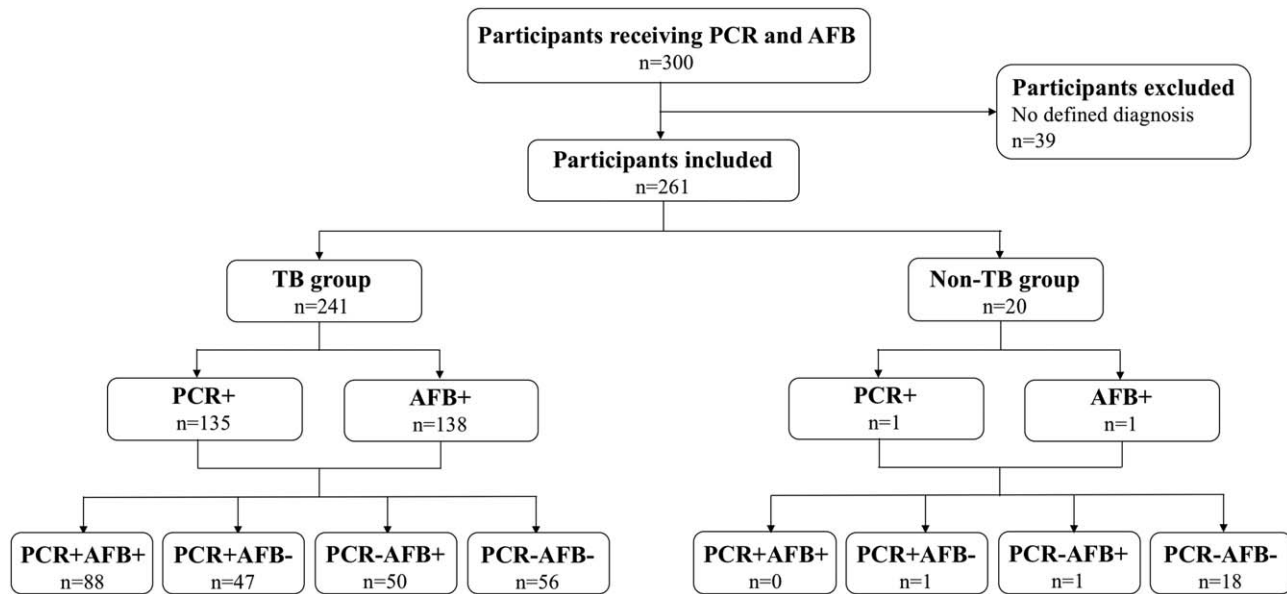 Participants receiving PCR and AFB
n=300
Participants excluded
No defined diagnosis
n=39
Participants included
n=261
TB group
n=241
Non-TB group
n=20
PCR+
n=135
AFB+
n=138
PCR+
n=1
AFB+
n=1
PCR+AFB+
n=88
PCR+AFB-
n=47
PCR-AFB+
n=50
PCR-AFB-
n=56
PCR+AFB+
n=0
PCR+AFB-
n=1
PCR-AFB+
n=1
PCR-AFB-
n=18